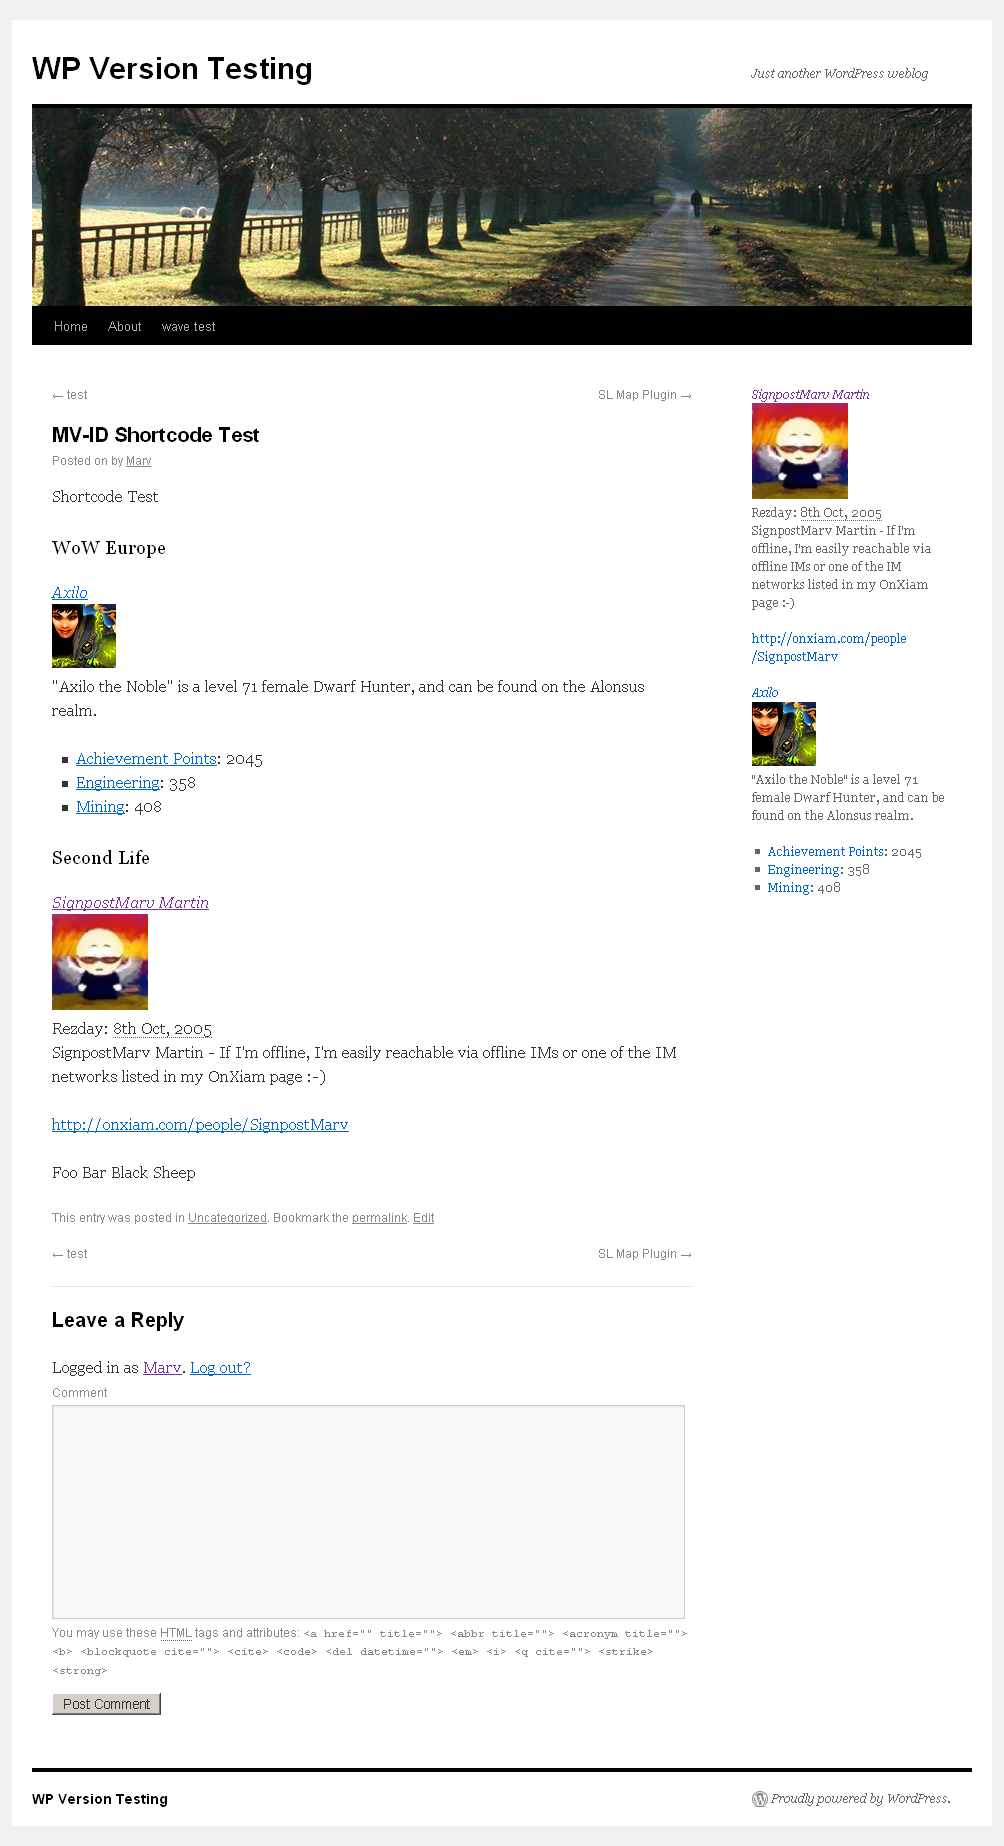 WP Version Testing
Just another WordPress weblog
Home About wave test
← test
SL Map Plugin →
MV-ID Shortcode Test
Posted on by Marv
Shortcode Test
WoW Europe
Axilo
"Axilo the Noble" is a level 71 female Dwarf Hunter, and can be found on the Alonsus
realm.
Achievement Points: 2045
Engineering: 358
Mining: 408
Second Life
SignpostMarv Martin
Rezday: 8th Oct, 2005
SignpostMarv Martin - If I'm offline, I'm easily reachable via offline IMs or one of the IM
networks listed in my OnXiam page :-)
http://onxiam.com/people/SignpostMarv
Foo Bar Black Sheep
This entry was posted in Uncategorized. Bookmark the permalink. Edit
← test
SL Map Plugin →
Leave a Reply
Logged in as Marv. Log out?
Comment
You may use these HTML tags and attributes: <a href="" title=""> <abbr title=""> <acronym title="">
<b> <blockquote cite=""> <cite> <code> <del datetime=""> <em> <i> <q cite=""> <strike>
<strong>
Post Comment
SignpostMarv Martin
Rezday: 8th Oct, 2005
SignpostMarv Martin - If I'm
offline, I'm easily reachable via
offline IMs or one of the IM
networks listed in my OnXiam
page :-)
http://onxiam.com/people
/SignpostMarv
Axilo
"Axilo the Noble" is a level 71
female Dwarf Hunter, and can be
found on the Alonsus realm.
Achievement Points: 2045
Engineering: 358
Mining: 408
WP Version Testing
Proudly powered by WordPress.